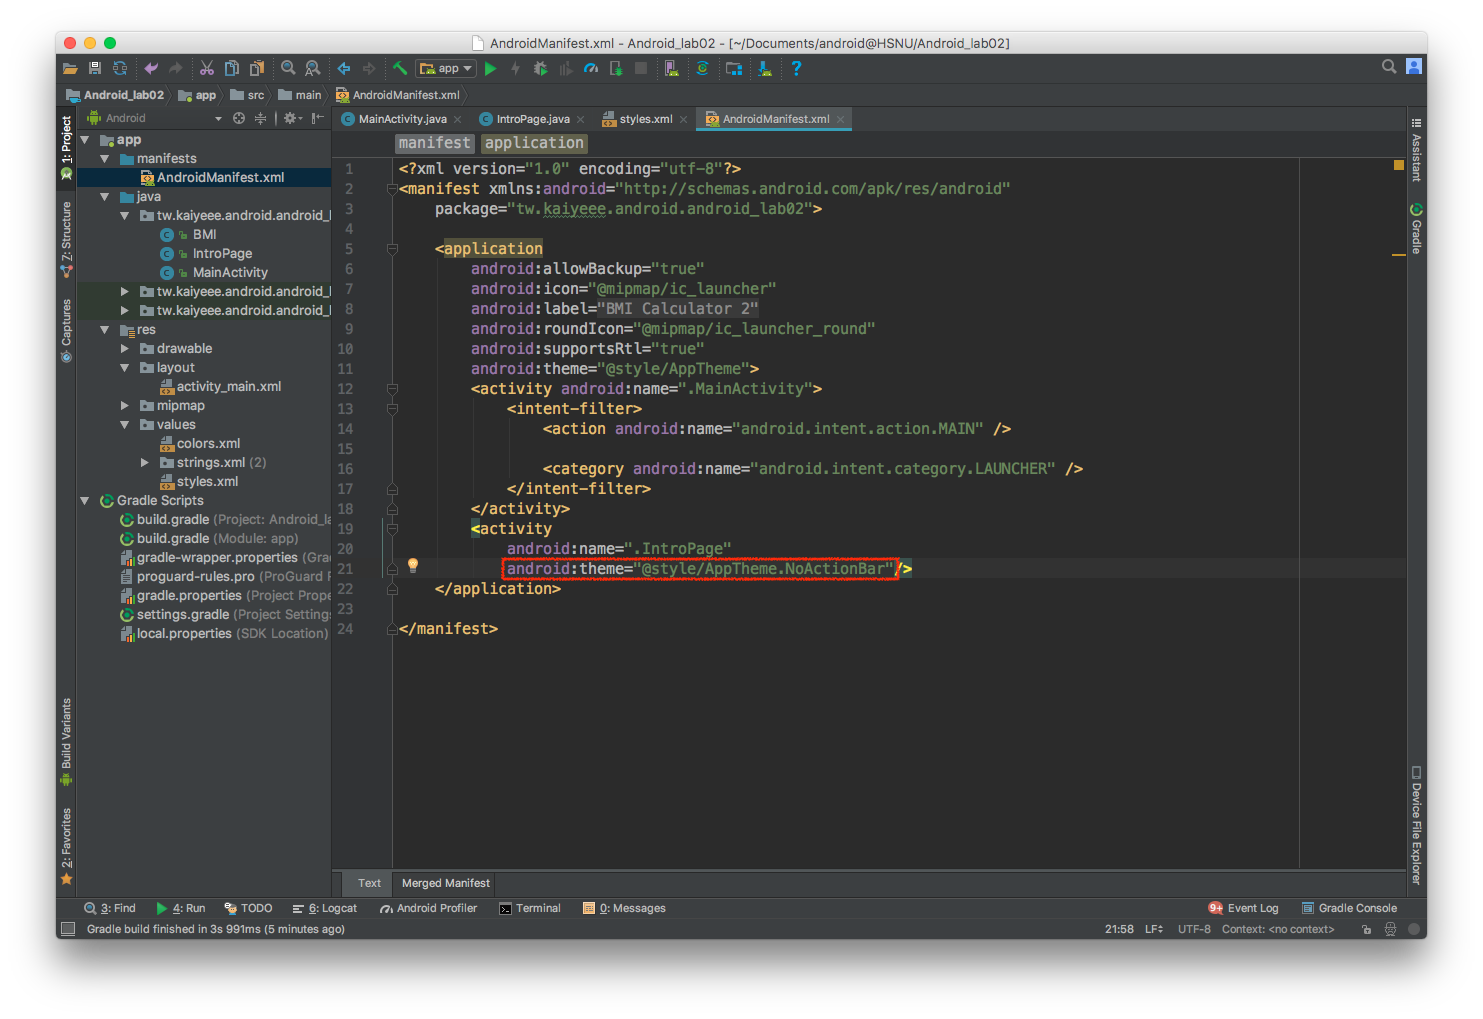 AndroidManifest.xml - Android_lab02 - [~/Documents/android@HSNU/Android_lab02]
app
Android_lab02 app src main AndroidManifest.xml
Android
MainActivity.java IntroPage.java styles.xml AndroidManifest.xml
manifest application
1: Project
7: Structure
Captures
Build Variants
2: Favorites
app
manifests
AndroidManifest.xml
java
tw.kaiyeee.android.android_l
BMI
IntroPage
MainActivity
tw.kaiyeee.android.android_l
tw.kaiyeee.android.android_l
res
drawable
layout
activity_main.xml
mipmap
values
colors.xml
strings.xml (2)
styles.xml
Gradle Scripts
build.gradle (Project: Android_la
build.gradle (Module: app)
gradle-wrapper.properties (Grad
proguard-rules.pro (ProGuard R
gradle.properties (Project Prope
settings.gradle (Project Settings
local.properties (SDK Location)
1 <?xml version="1.0" encoding="utf-8"?>
2 <manifest xmlns:android="http://schemas.android.com/apk/res/android"
3 package="tw.kaiyeee.android.android_lab02">
4
5 <application
6 android:allowBackup="true"
7 android:icon="@mipmap/ic_launcher"
8 android:label="BMI Calculator 2"
9 android:roundIcon="@mipmap/ic_launcher_round"
10 android:supportsRtl="true"
11 android:theme="@style/AppTheme">
12 <activity android:name=".MainActivity">
13 <intent-filter>
14 <action android:name="android.intent.action.MAIN" />
15
16 <category android:name="android.intent.category.LAUNCHER" />
17 </intent-filter>
18 </activity>
19 <activity
20 android:name=".IntroPage"
21 android:theme="@style/AppTheme.NoActionBar"/>
22 </application>
23
24 </manifest>
Assistant
Gradle
Device File Explorer
Text Merged Manifest
3: Find 4: Run TODO 6: Logcat Android Profiler Terminal 0: Messages 9+ Event Log Gradle Console
Gradle build finished in 3s 991ms (5 minutes ago) 21:58 LF UTF-8 Context: <no context>